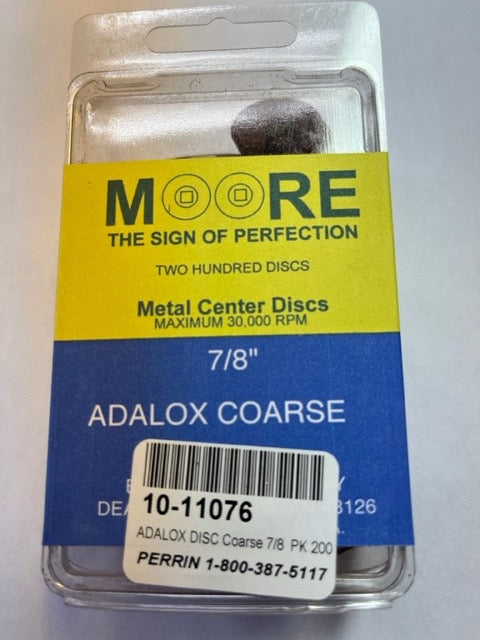 MOORE
THE SIGN OF PERFECTION
TWO HUNDRED DISCS
Metal Center Discs
MAXIMUM 30,000 RPM
7/8"
ADALOX COARSE
10-11076
ADALOX DISC Coarse 7/8 PK 200
PERRIN 1-800-387-5117